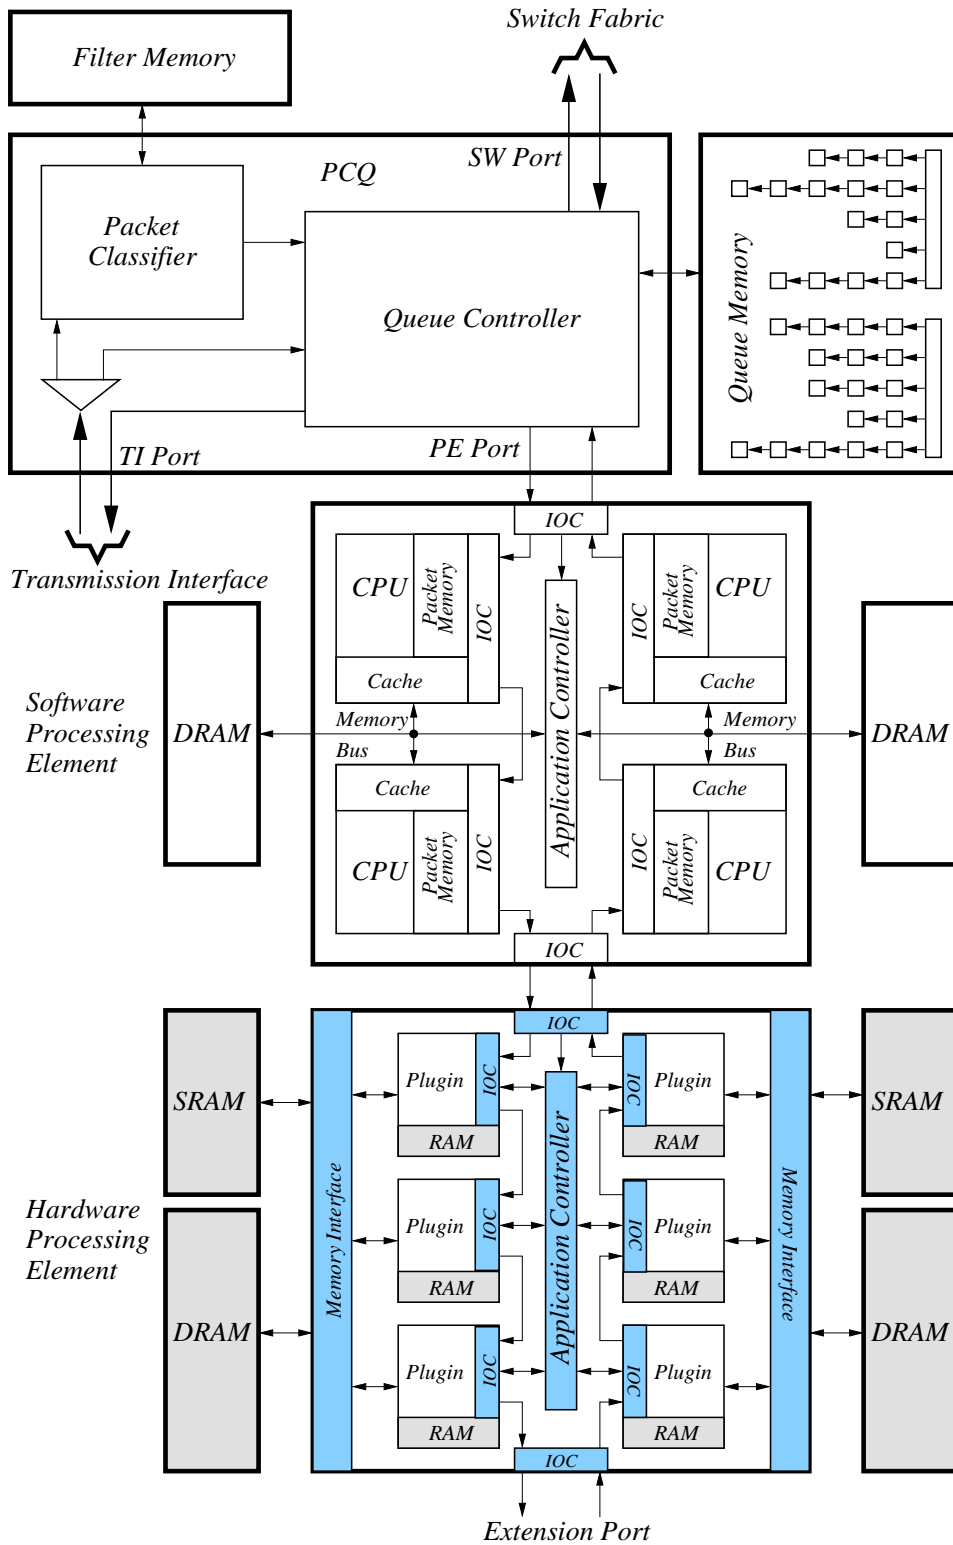 Switch Fabric
Filter Memory
PCQ
SW Port
Packet
Classifier
Queue Controller
Queue Memory
TI Port
PE Port
Transmission Interface
IOC
CPU
Packet
Memory
IOC
Cache
IOC
Packet
Memory
CPU
Cache
Application Controller
Software
Processing
Element
DRAM
Memory
Bus
Memory
Bus
DRAM
Cache
CPU
Packet
Memory
IOC
Cache
IOC
Packet
Memory
CPU
IOC
IOC
SRAM
Memory Interface
Plugin
IOC
RAM
Application Controller
IOC
Plugin
RAM
Memory Interface
SRAM
Hardware
Processing
Element
Plugin
IOC
RAM
IOC
Plugin
RAM
DRAM
Plugin
IOC
RAM
IOC
Plugin
RAM
DRAM
IOC
Extension Port